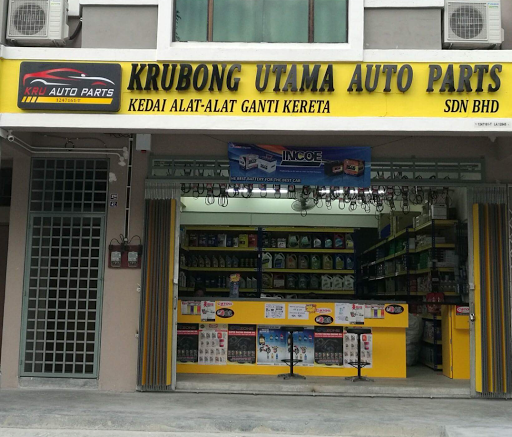 KRUBONG UTAMA AUTO PARTS
KRU AUTO PARTS
KEDAI ALAT-ALAT GANTI KERETA
SDN BHD
INCOE